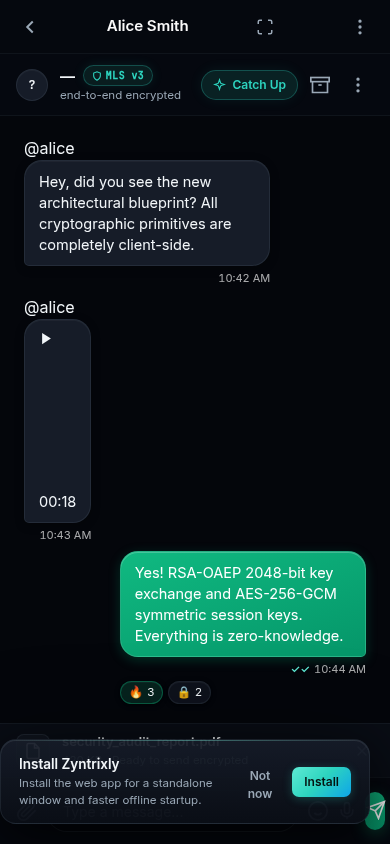 Alice Smith
?
—
MLS v3
end-to-end encrypted
Catch Up
@alice
Hey, did you see the new
architectural blueprint? All
cryptographic primitives are
completely client-side.
10:42 AM
@alice
00:18
10:43 AM
Yes! RSA-OAEP 2048-bit key
exchange and AES-256-GCM
symmetric session keys.
Everything is zero-knowledge.
10:44 AM
🔥 3
🔒 2
security_audit_report.pdf
Install Zyntrixly
Install the web app for a standalone
window and faster offline startup.
Not
now
Install